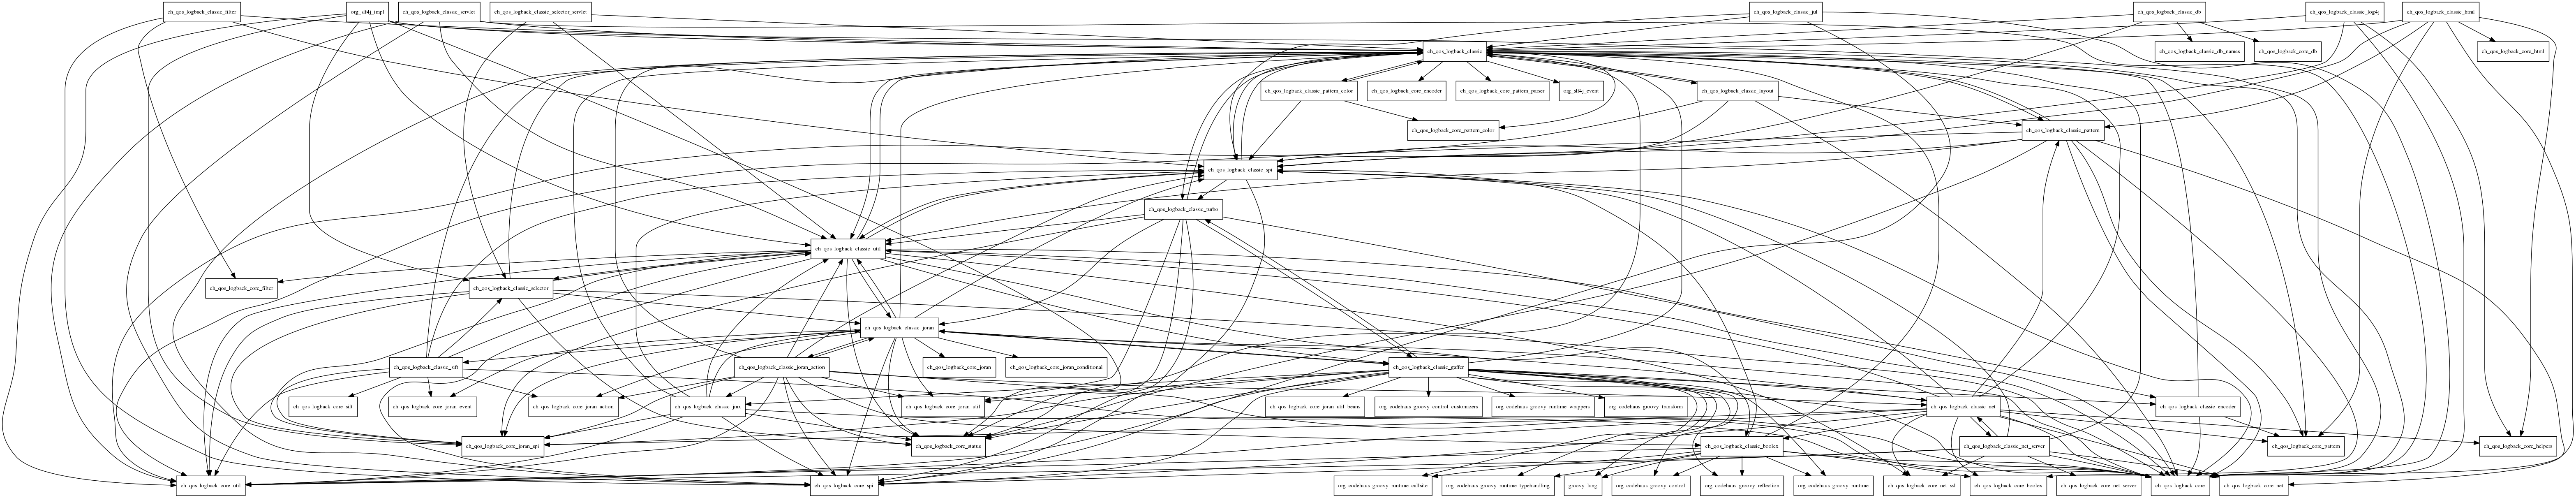 ch_qos_logback_classic_filter
org_slf4j_impl
ch_qos_logback_classic_servlet
ch_qos_logback_classic_selector_servlet
ch_qos_logback_classic_jul
ch_qos_logback_classic_db
ch_qos_logback_classic_log4j
ch_qos_logback_classic_html
ch_qos_logback_classic
ch_qos_logback_classic_db_names
ch_qos_logback_core_db
ch_qos_logback_core_html
ch_qos_logback_classic_pattern_color
ch_qos_logback_core_encoder
ch_qos_logback_core_pattern_parser
org_slf4j_event
ch_qos_logback_classic_layout
ch_qos_logback_core_pattern_color
ch_qos_logback_classic_pattern
ch_qos_logback_classic_spi
ch_qos_logback_classic_turbo
ch_qos_logback_classic_util
ch_qos_logback_core_filter
ch_qos_logback_classic_selector
ch_qos_logback_classic_joran
ch_qos_logback_classic_sift
ch_qos_logback_classic_joran_action
ch_qos_logback_core_joran
ch_qos_logback_core_joran_conditional
ch_qos_logback_classic_gaffer
ch_qos_logback_core_sift
ch_qos_logback_core_joran_event
ch_qos_logback_core_joran_action
ch_qos_logback_classic_jmx
ch_qos_logback_core_joran_util
ch_qos_logback_core_joran_util_beans
org_codehaus_groovy_control_customizers
org_codehaus_groovy_runtime_wrappers
org_codehaus_groovy_transform
ch_qos_logback_classic_net
ch_qos_logback_classic_encoder
ch_qos_logback_core_joran_spi
ch_qos_logback_core_status
ch_qos_logback_classic_boolex
ch_qos_logback_classic_net_server
ch_qos_logback_core_pattern
ch_qos_logback_core_helpers
ch_qos_logback_core_util
ch_qos_logback_core_spi
org_codehaus_groovy_runtime_callsite
org_codehaus_groovy_runtime_typehandling
groovy_lang
org_codehaus_groovy_control
org_codehaus_groovy_reflection
org_codehaus_groovy_runtime
ch_qos_logback_core_net_ssl
ch_qos_logback_core_boolex
ch_qos_logback_core_net_server
ch_qos_logback_core
ch_qos_logback_core_net